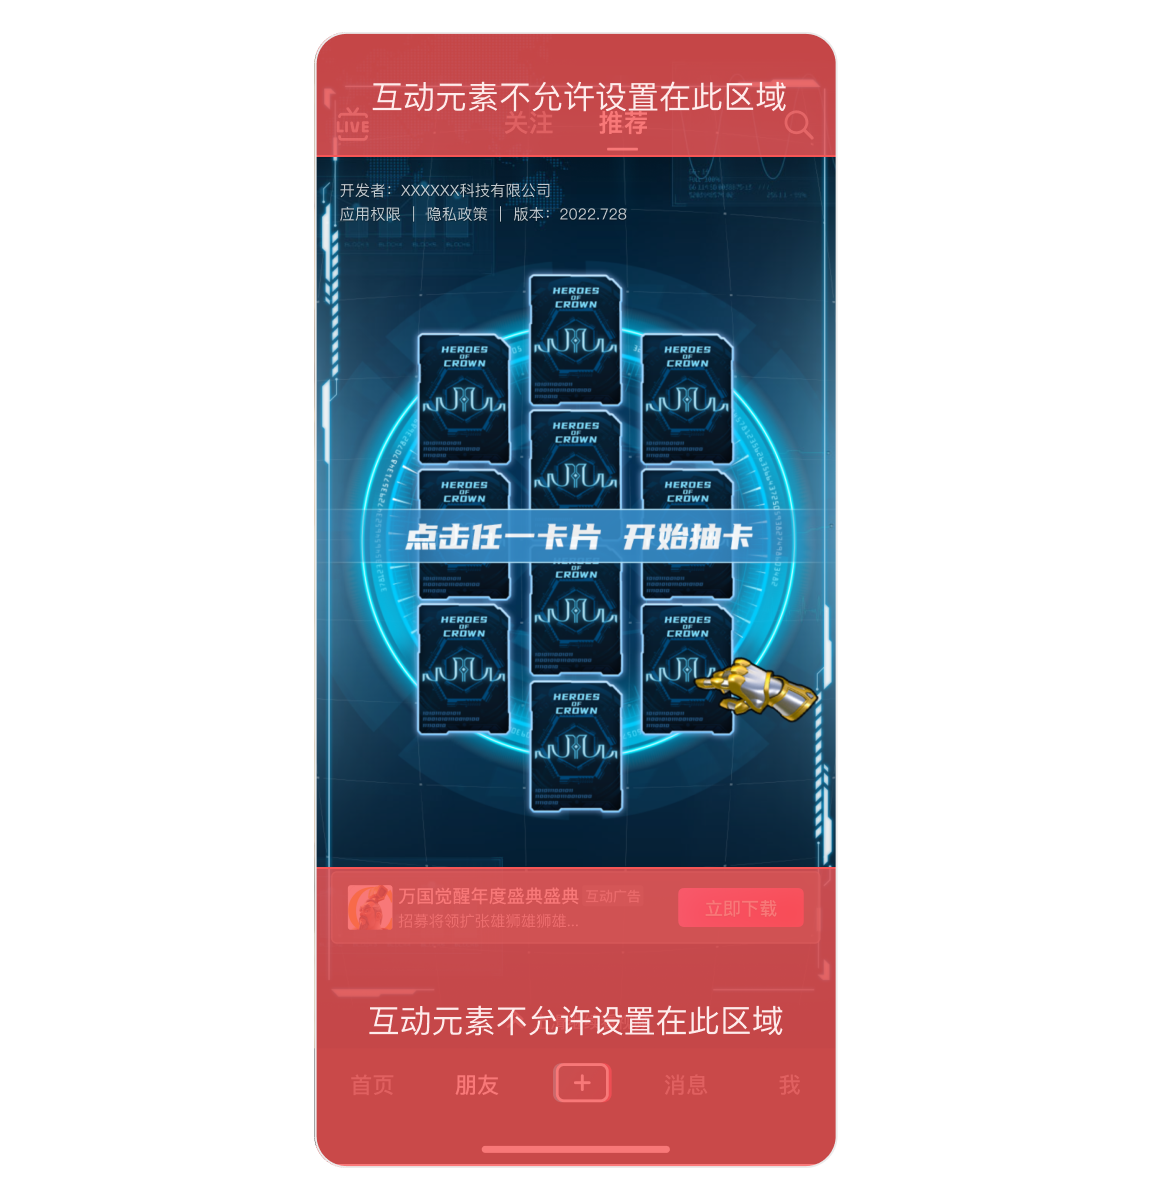 互动元素不允许设置在此区域
LIVE 关注 推荐
开发者：XXXXXX科技有限公司
应用权限 | 隐私政策 | 版本：2022.728
HEROES
OF
CROWN
HEROES
OF
CROWN
HEROES
OF
CROWN
HEROES
OF
CROWN
HEROES
OF
CROWN
HEROES
OF
CROWN
点击任一卡片 开始抽卡
HEROES
OF
CROWN
HEROES
OF
CROWN
HEROES
OF
CROWN
HEROES
OF
CROWN
万国觉醒年度盛典盛典 互动广告
招募将领扩张雄狮雄狮雄...
立即下载
互动元素不允许设置在此区域
首页 朋友 + 消息 我